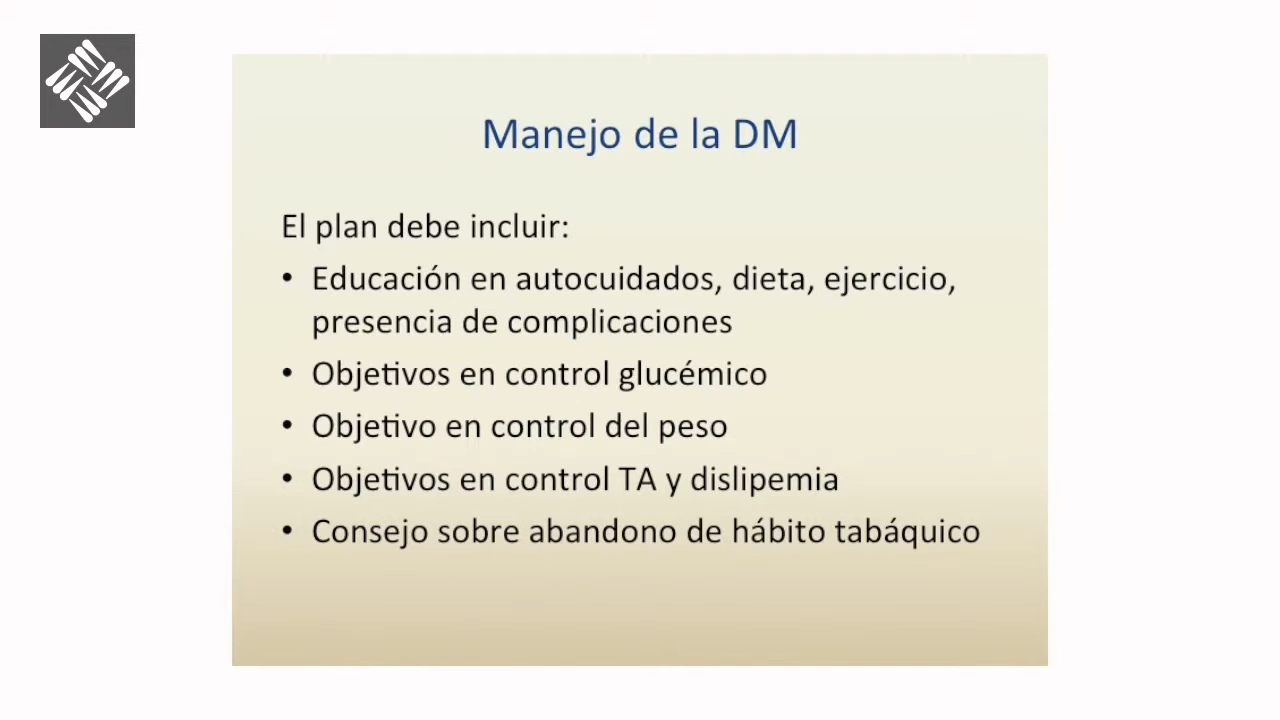 Manejo de la DM
El plan debe incluir:
• Educación en autocuidados, dieta, ejercicio,
presencia de complicaciones
• Objetivos en control glucémico
• Objetivo en control del peso
• Objetivos en control TA y dislipemia
• Consejo sobre abandono de hábito tabáquico